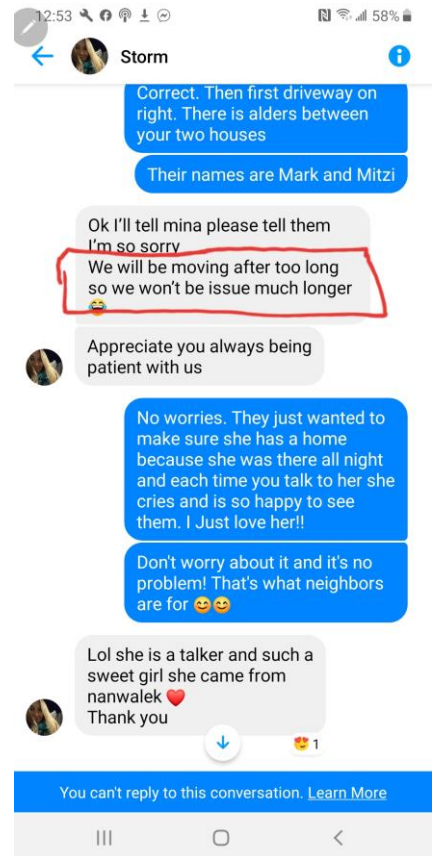 12:53
58%
Storm
Correct. Then first driveway on
right. There is alders between
your two houses
Their names are Mark and Mitzi
Ok I'll tell mina please tell them
I'm so sorry
We will be moving after too long
so we won't be issue much longer
😂
Appreciate you always being
patient with us
No worries. They just wanted to
make sure she has a home
because she was there all night
and each time you talk to her she
cries and is so happy to see
them. I Just love her!!
Don't worry about it and it's no
problem! That's what neighbors
are for 😊😊
Lol she is a talker and such a
sweet girl she came from
nanwalek ❤️
Thank you
😍 1
You can't reply to this conversation. Learn More